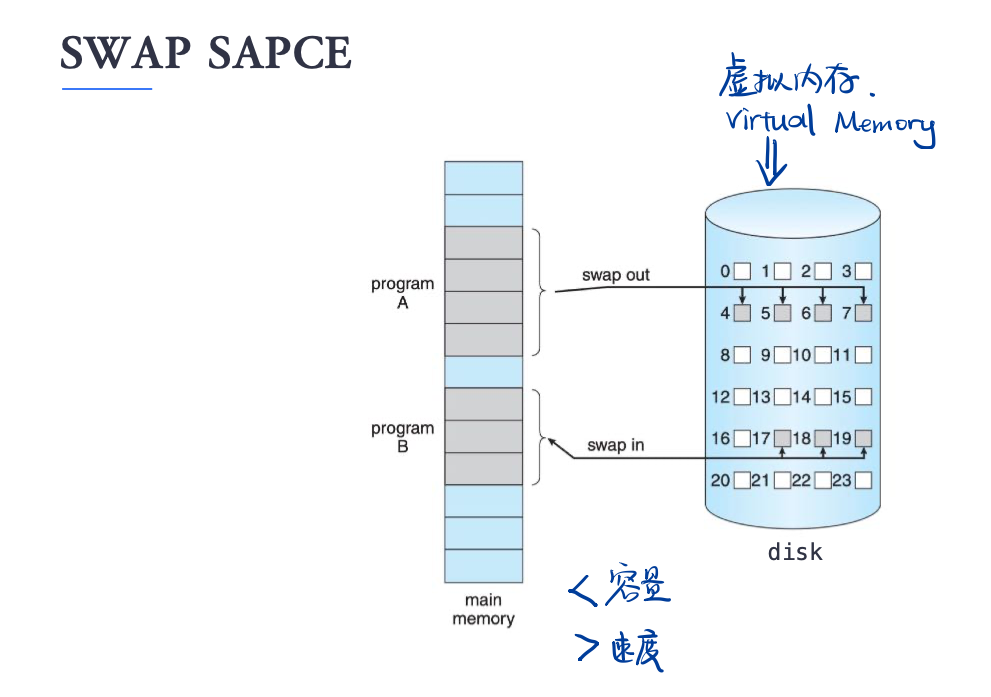 SWAP SAPCE
虚拟内存.
Virtual Memory
swap out
program
A
0 1 2 3
4 5 6 7
8 9 10 11
12 13 14 15
program
B
swap in
16 17 18 19
20 21 22 23
disk
main
memory
< 容量
> 速度